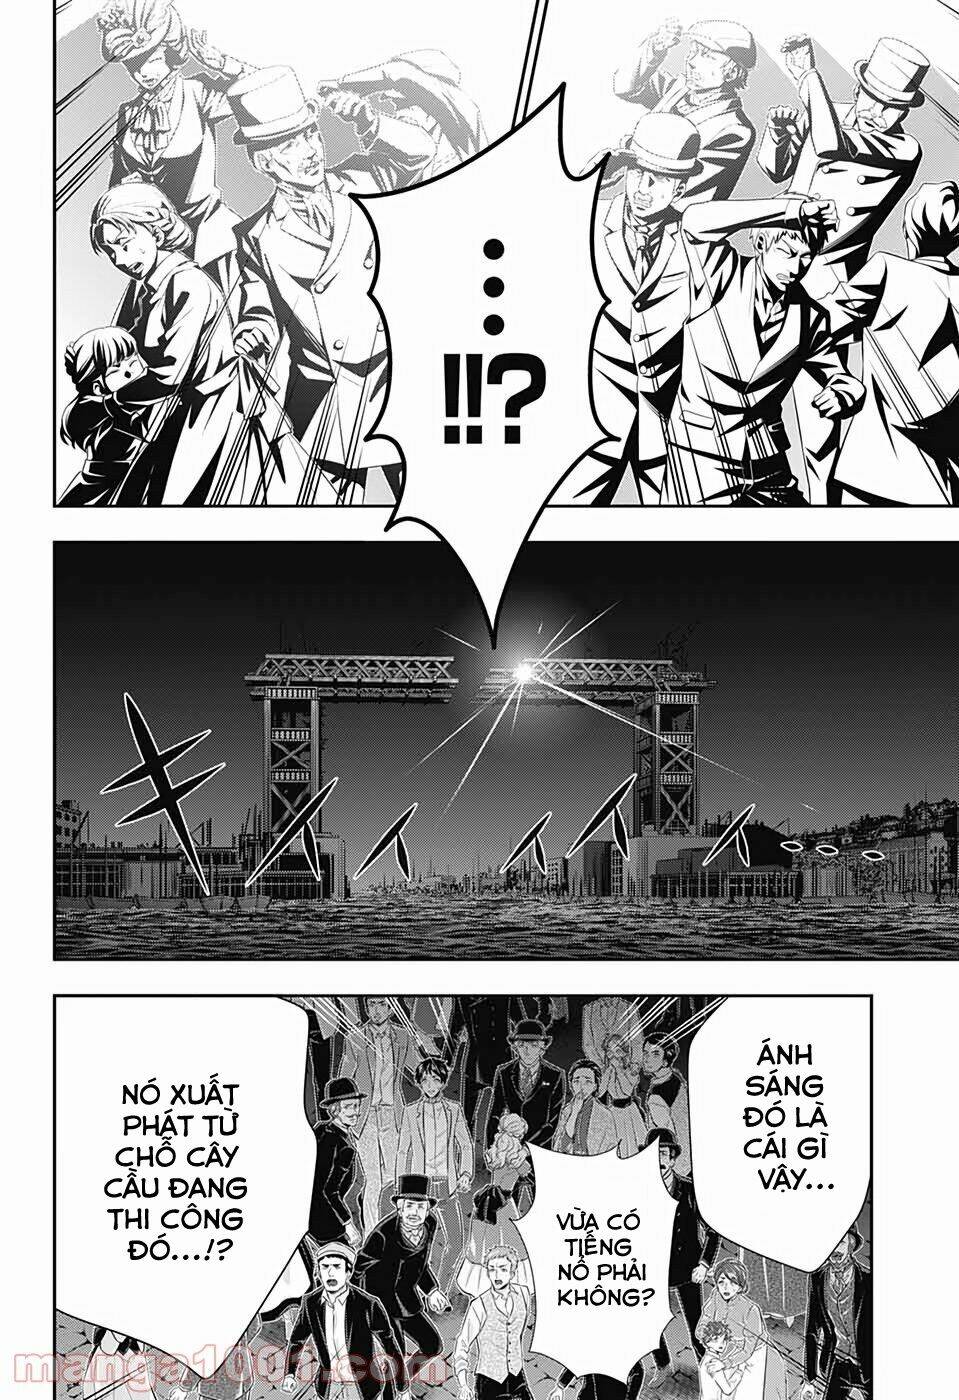 ...!!?
ÁNH
SÁNG
ĐÓ LÀ
CÁI GÌ
VẬY...
VỪA CÓ
TIẾNG
NỔ PHẢI
KHÔNG?
NÓ XUẤT
PHÁT TỪ
CHỖ CÂY
CẦU ĐANG
THI CÔNG
ĐÓ...!?
manga1001.com